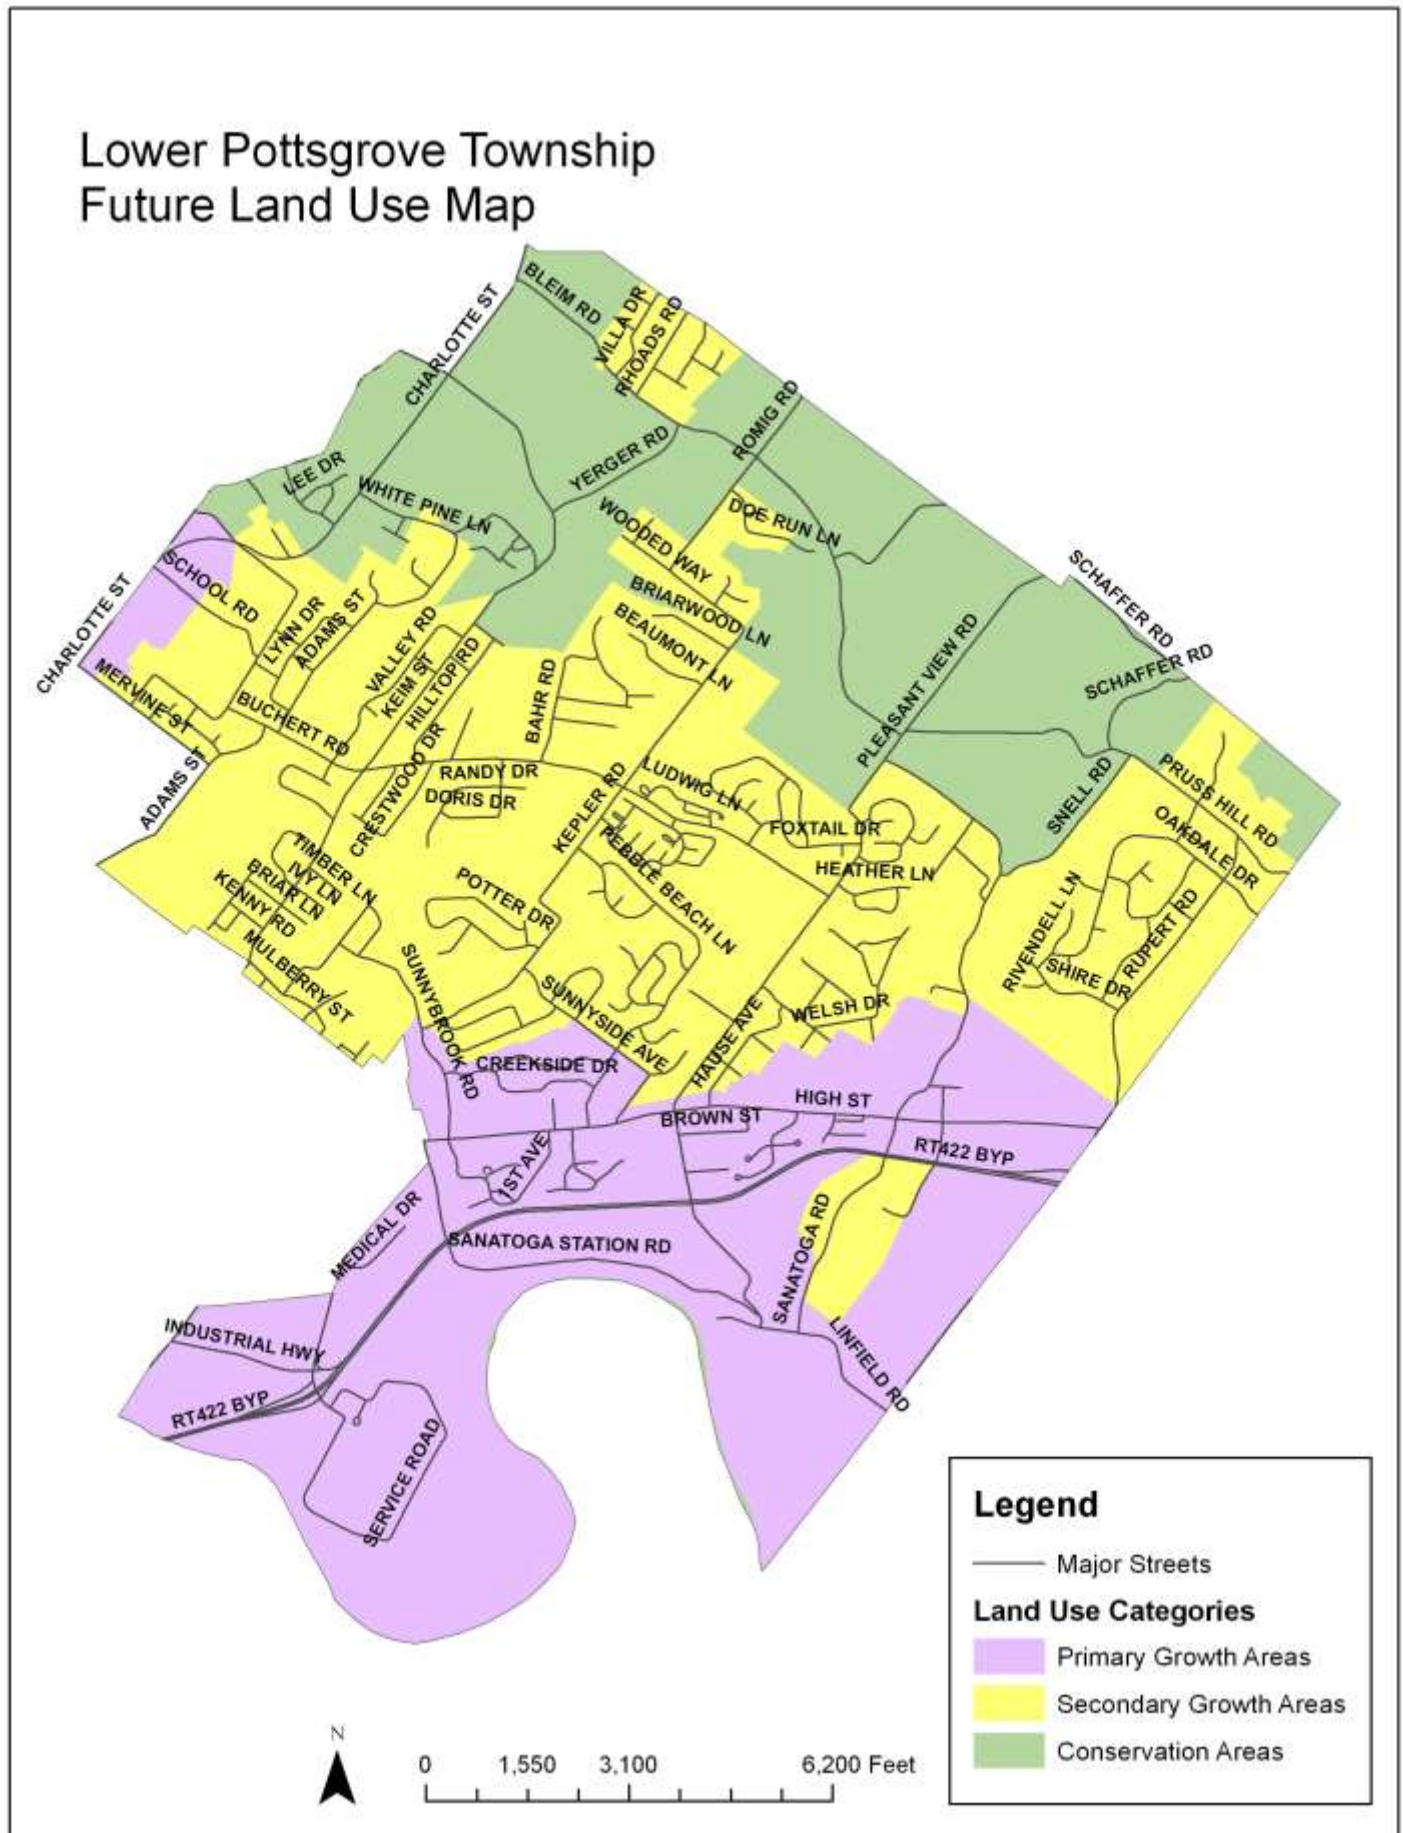 Lower Pottsgrove Township
Future Land Use Map
BLEIM RD
VILLA DR
RHOADS RD
CHARLOTTE ST
ROMIG RD
YERGER RD
LEE DR
WHITE PINE LN
WOODED WAY
DOE RUN LN
SCHOOL RD
CHARLOTTE ST
LYNN DR
ADAMS ST
VALLEY RD
KEIM ST
HILLTOP RD
BRIARWOOD LN
BEAUMONT LN
SCHAFFER RD
SCHAFFER RD
PLEASANT VIEW RD
MERVINE ST
BUCHERT RD
BAHR RD
ADAMS ST
CRESTWOOD DR
RANDY DR
DORIS DR
KEPLER RD
LUDWIG LN
FOXTAIL DR
HEATHER LN
SNELL RD
PRUSS HILL RD
OAKDALE DR
TIMBER LN
IVY LN
BRIAR LN
KENNY RD
MULBERRY ST
POTTER DR
PEBBLE BEACH LN
RIVENDELL LN
SHIRE DR
RUPERT RD
SUNNYBROOK RD
SUNNYSIDE AVE
HAUSE AVE
WELSH DR
CREEKSIDE DR
BROWN ST
HIGH ST
RT422 BYP
1ST AVE
MEDICAL DR
SANATOGA STATION RD
SANATOGA RD
LINFIELD RD
INDUSTRIAL HWY
RT422 BYP
SERVICE ROAD
Legend
Major Streets
Land Use Categories
Primary Growth Areas
Secondary Growth Areas
Conservation Areas
N
0 1,550 3,100 6,200 Feet